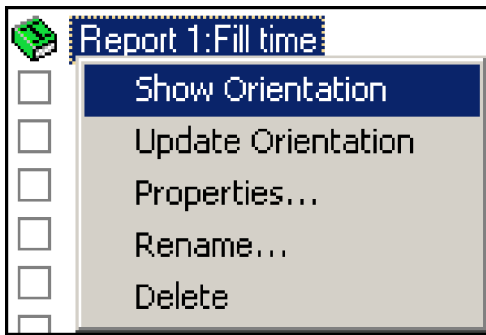 Report 1:Fill time
Show Orientation
Update Orientation
Properties...
Rename...
Delete